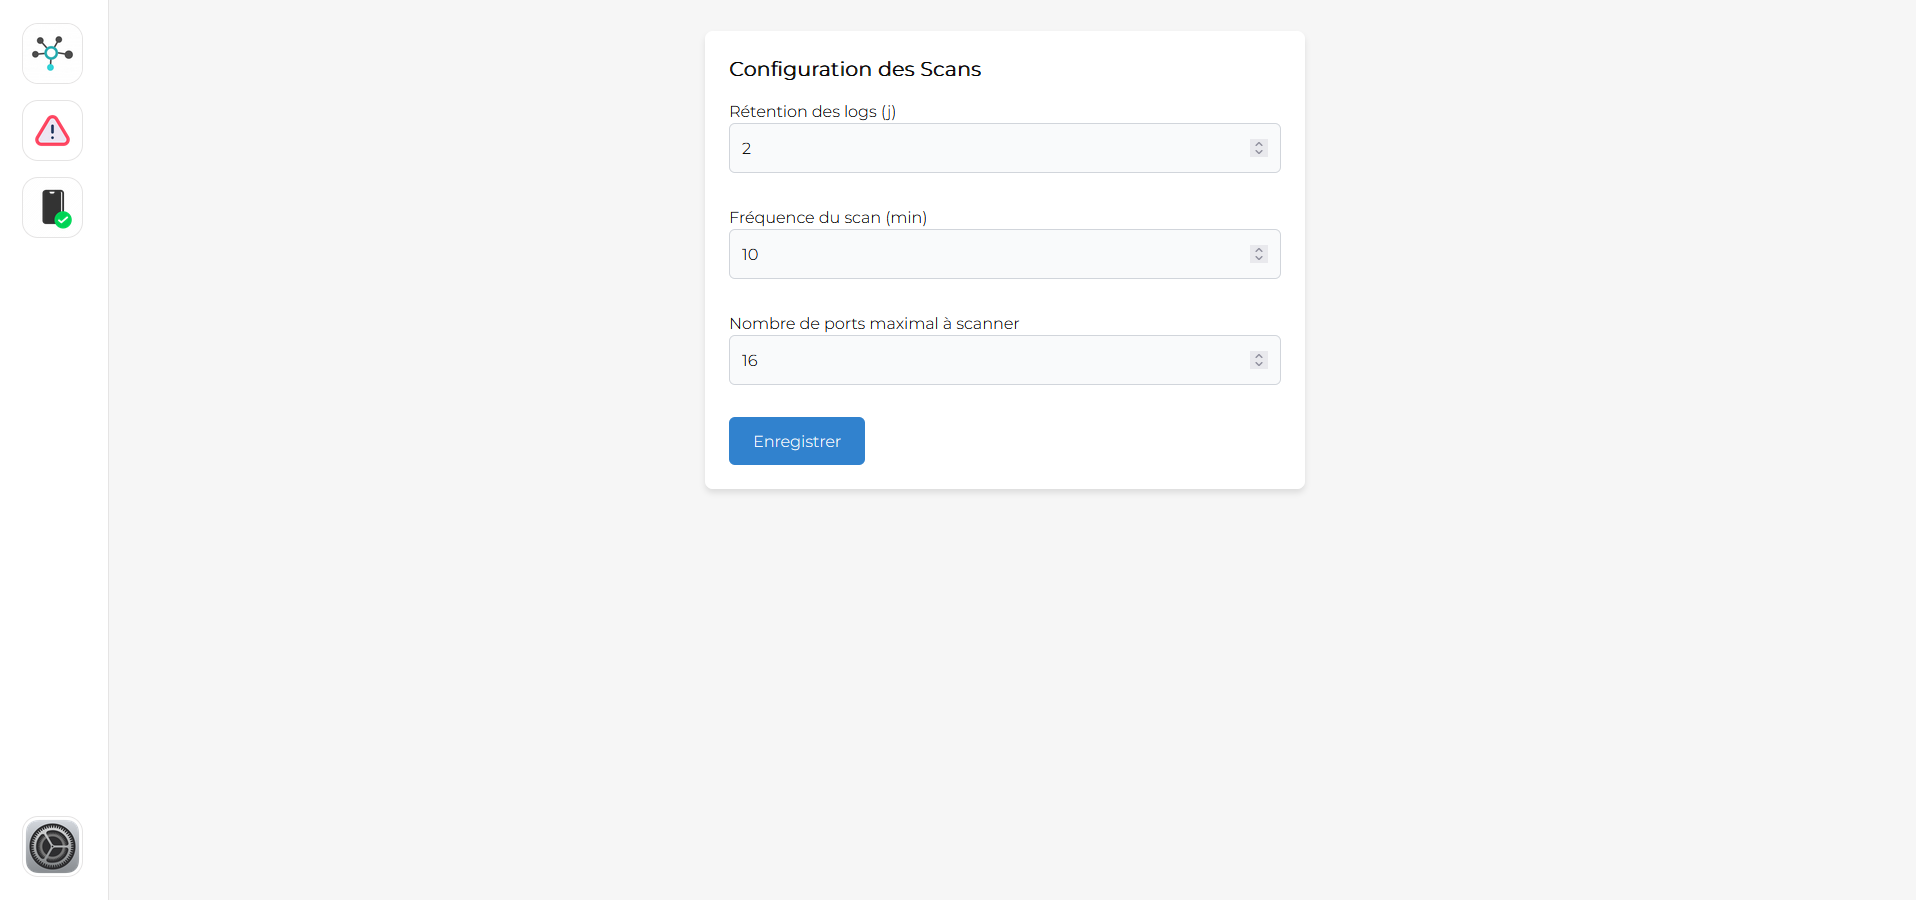 Configuration des Scans
Rétention des logs (j)
2
Fréquence du scan (min)
10
Nombre de ports maximal à scanner
16
Enregistrer